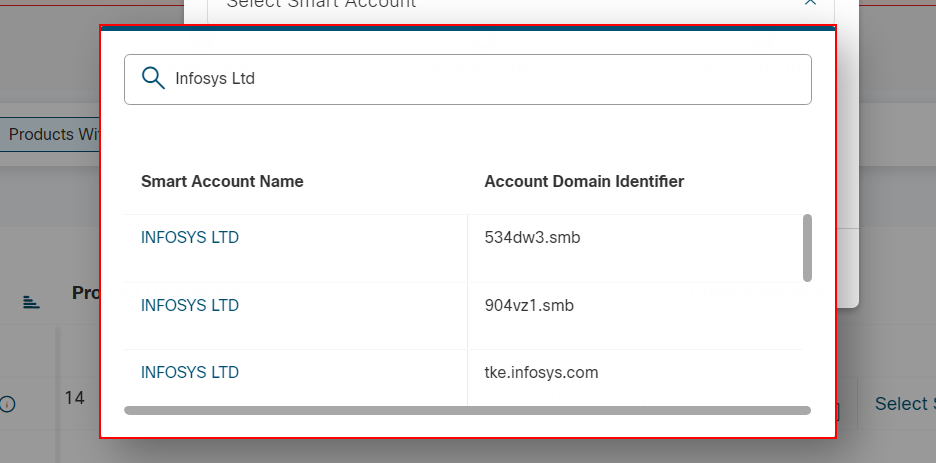 Select Smart Account
Infosys Ltd
Products Wi
Smart Account Name Account Domain Identifier
INFOSYS LTD 534dw3.smb
INFOSYS LTD 904vz1.smb
Pro
INFOSYS LTD tke.infosys.com
14
Select